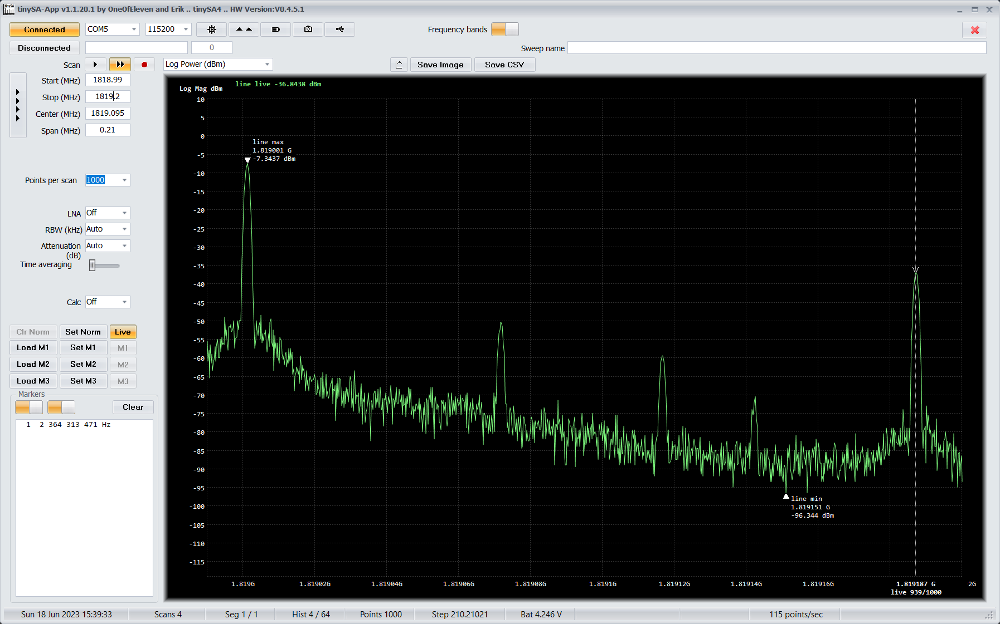 tinySA-App v1.1.20.1 by OneOfEleven and Erik .. tinySA4 .. HW Version:V0.4.5.1
Connected
COM5
115200
Frequency bands
Disconnected
0
Sweep name
Scan
Log Power (dBm)
Save Image
Save CSV
Start (MHz)
1818.99
Stop (MHz)
1819.2
Center (MHz)
1819.095
Span (MHz)
0.21
Points per scan
1000
LNA
Off
RBW (kHz)
Auto
Attenuation
(dB)
Auto
Time averaging
Calc
Off
Clr Norm
Set Norm
Live
Load M1
Set M1
M1
Load M2
Set M2
M2
Load M3
Set M3
M3
Markers
Clear
1 2 364 313 471 Hz
Log Mag dBm
line live -36.8438 dBm
10
5
0
-5
-10
-15
-20
-25
-30
-35
-40
-45
-50
-55
-60
-65
-70
-75
-80
-85
-90
-95
-100
-105
-110
-115
line max
1.819001 G
-7.3437 dBm
line min
1.819151 G
-96.344 dBm
1.819G
1.81902G
1.81904G
1.81906G
1.81908G
1.8191G
1.81912G
1.81914G
1.81916G
1.819187 G
2G
live 939/1000
Sun 18 Jun 2023 15:39:33
Scans 4
Seg 1 / 1
Hist 4 / 64
Points 1000
Step 210.21021
Bat 4.246 V
115 points/sec